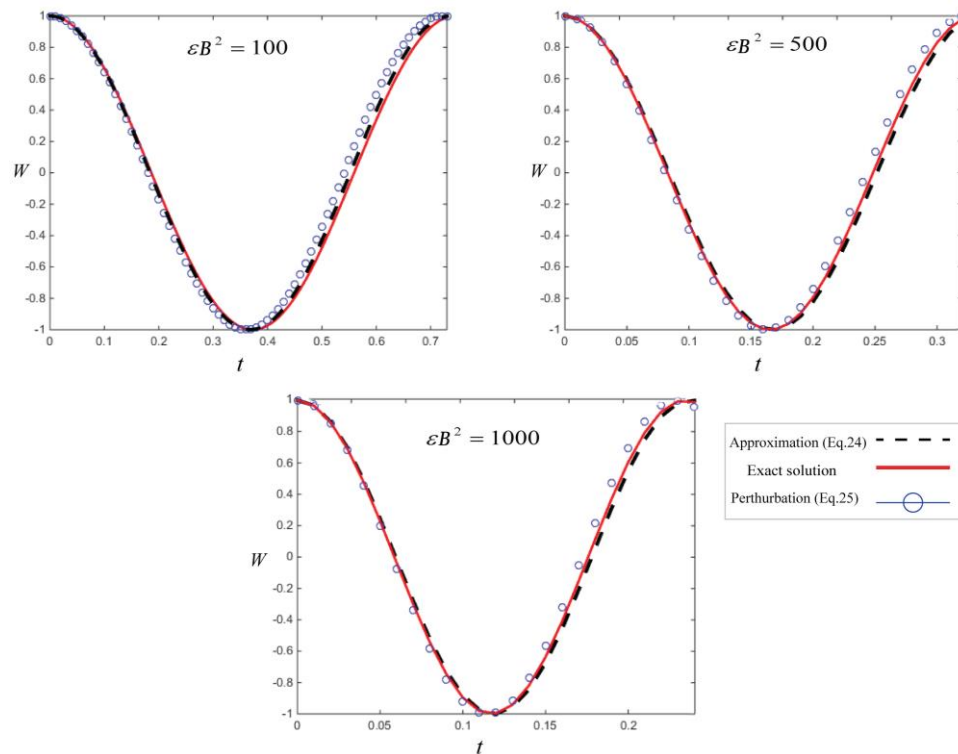 εB² = 100
1
0.8
0.6
0.4
0.2
W 0
-0.2
-0.4
-0.6
-0.8
-1
0 0.1 0.2 0.3 0.4 0.5 0.6 0.7
t
εB² = 500
1
0.8
0.6
0.4
0.2
W 0
-0.2
-0.4
-0.6
-0.8
-1
0 0.05 0.1 0.15 0.2 0.25 0.3
t
εB² = 1000
1
0.8
0.6
0.4
0.2
W 0
-0.2
-0.4
-0.6
-0.8
-1
0 0.05 0.1 0.15 0.2
t
Approximation (Eq.24)
Exact solution
Perthurbation (Eq.25)